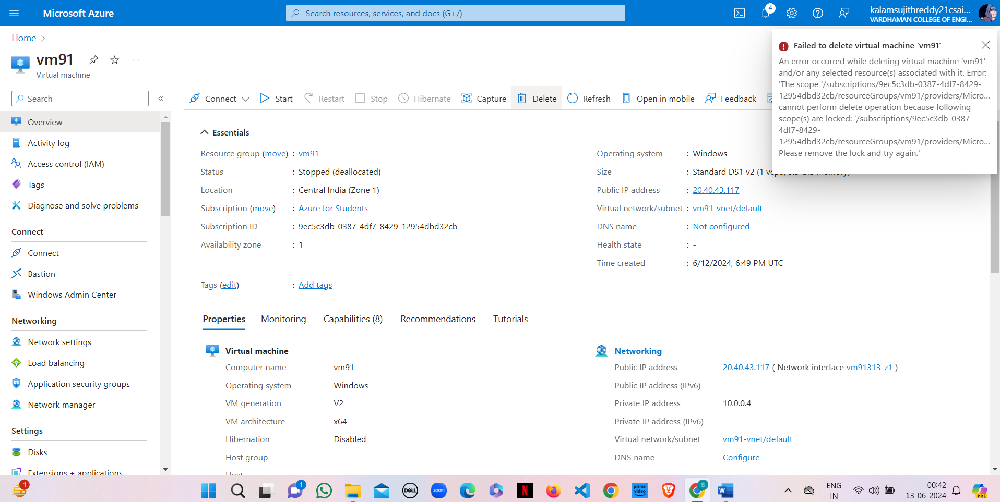 Microsoft Azure
Search resources, services, and docs (G+/)
4
kalamsujithreddy21csai...
VARDHAMAN COLLEGE OF ENGI...
Home
vm91
Virtual machine
Search
Overview
Activity log
Access control (IAM)
Tags
Diagnose and solve problems
Connect
Connect
Bastion
Windows Admin Center
Networking
Network settings
Load balancing
Application security groups
Network manager
Settings
Disks
Extensions + applications
Connect Start Restart Stop Hibernate Capture Delete Refresh Open in mobile Feedback
Failed to delete virtual machine 'vm91'
An error occurred while deleting virtual machine 'vm91'
and/or any selected resource(s) associated with it. Error:
'The scope '/subscriptions/9ec5c3db-0387-4df7-8429-
12954dbd32cb/resourceGroups/vm91/providers/Micro...
cannot perform delete operation because following
scope(s) are locked: '/subscriptions/9ec5c3db-0387-
4df7-8429-
12954dbd32cb/resourceGroups/vm91/providers/Micro...
Please remove the lock and try again.'
Essentials
Resource group (move) : vm91
Status : Stopped (deallocated)
Location : Central India (Zone 1)
Subscription (move) : Azure for Students
Subscription ID : 9ec5c3db-0387-4df7-8429-12954dbd32cb
Availability zone : 1
Operating system : Windows
Size : Standard DS1 v2 (1
Public IP address : 20.40.43.117
Virtual network/subnet : vm91-vnet/default
DNS name : Not configured
Health state : -
Time created : 6/12/2024, 6:49 PM UTC
Tags (edit) : Add tags
Properties Monitoring Capabilities (8) Recommendations Tutorials
Virtual machine
Computer name vm91
Operating system Windows
VM generation V2
VM architecture x64
Hibernation Disabled
Host group -
Host
Networking
Public IP address 20.40.43.117 ( Network interface vm91313_z1 )
Public IP address (IPv6) -
Private IP address 10.0.0.4
Private IP address (IPv6) -
Virtual network/subnet vm91-vnet/default
DNS name Configure
1
1
DELL
zoom
N
prime video
S
W
ENG
IN
00:42
13-06-2024
PRE